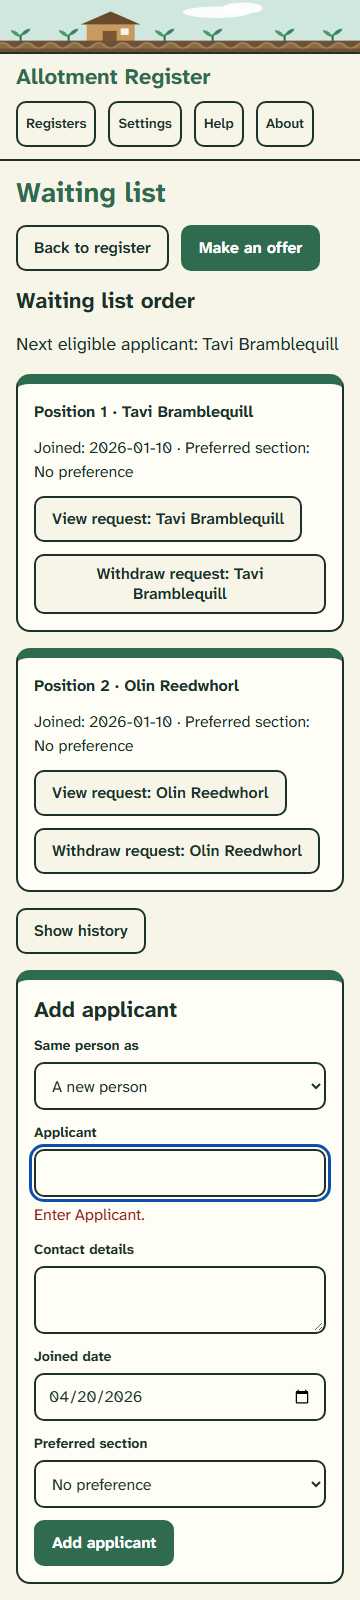 Allotment Register
Registers
Settings
Help
About
Waiting list
Back to register
Make an offer
Waiting list order
Next eligible applicant: Tavi Bramblequill
Position 1 · Tavi Bramblequill
Joined: 2026-01-10 · Preferred section:
No preference
View request: Tavi Bramblequill
Withdraw request: Tavi
Bramblequill
Position 2 · Olin Reedwhorl
Joined: 2026-01-10 · Preferred section:
No preference
View request: Olin Reedwhorl
Withdraw request: Olin Reedwhorl
Show history
Add applicant
Same person as
A new person
Applicant
Enter Applicant.
Contact details
Joined date
04/20/2026
Preferred section
No preference
Add applicant